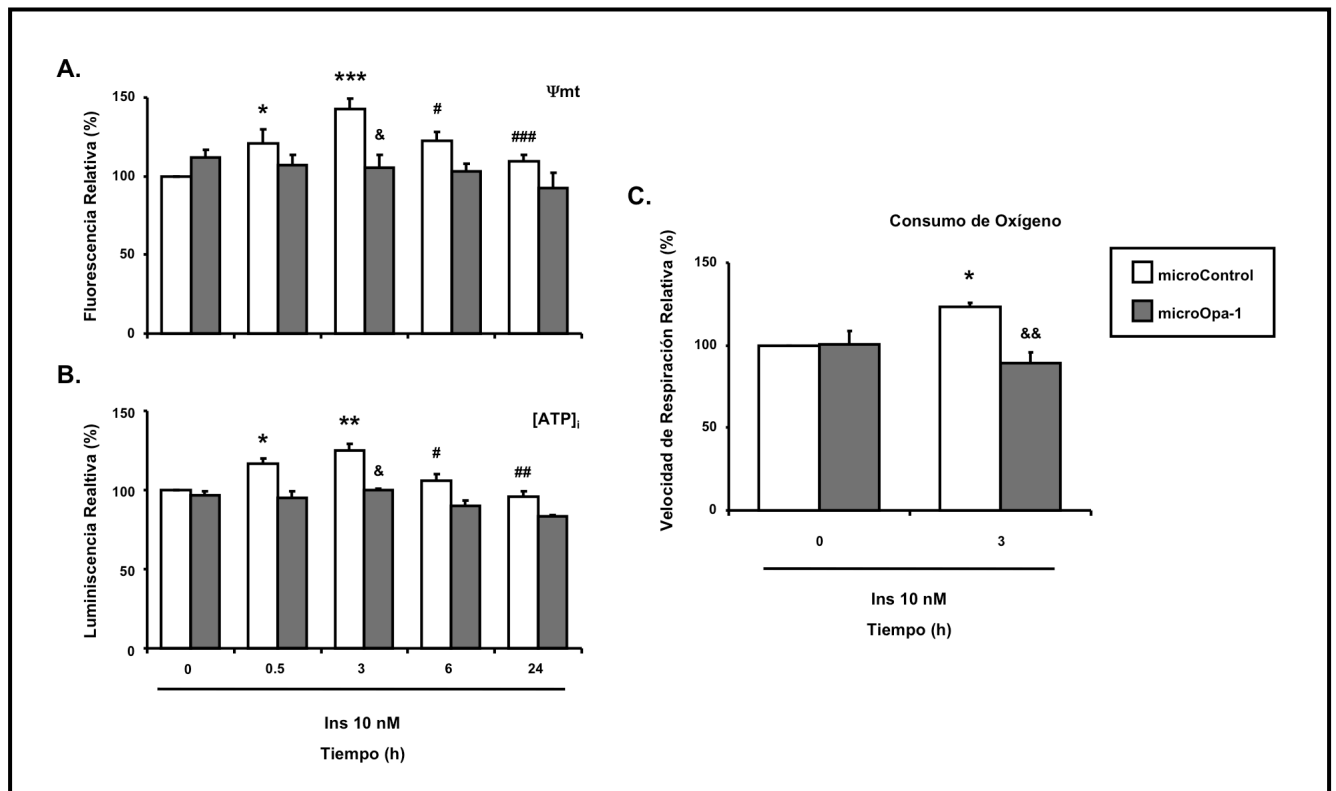 A.
Ψmt
Fluorescencia Relativa (%)
150
100
50
0
*
***
&
#
###
B.
[ATP]i
Luminiscencia Realtiva (%)
150
100
50
0
*
**
&
#
##
0 0.5 3 6 24
Ins 10 nM
Tiempo (h)
C.
Consumo de Oxígeno
Velocidad de Respiración Relativa (%)
150
100
50
0
*
&&
0 3
Ins 10 nM
Tiempo (h)
microControl
microOpa-1